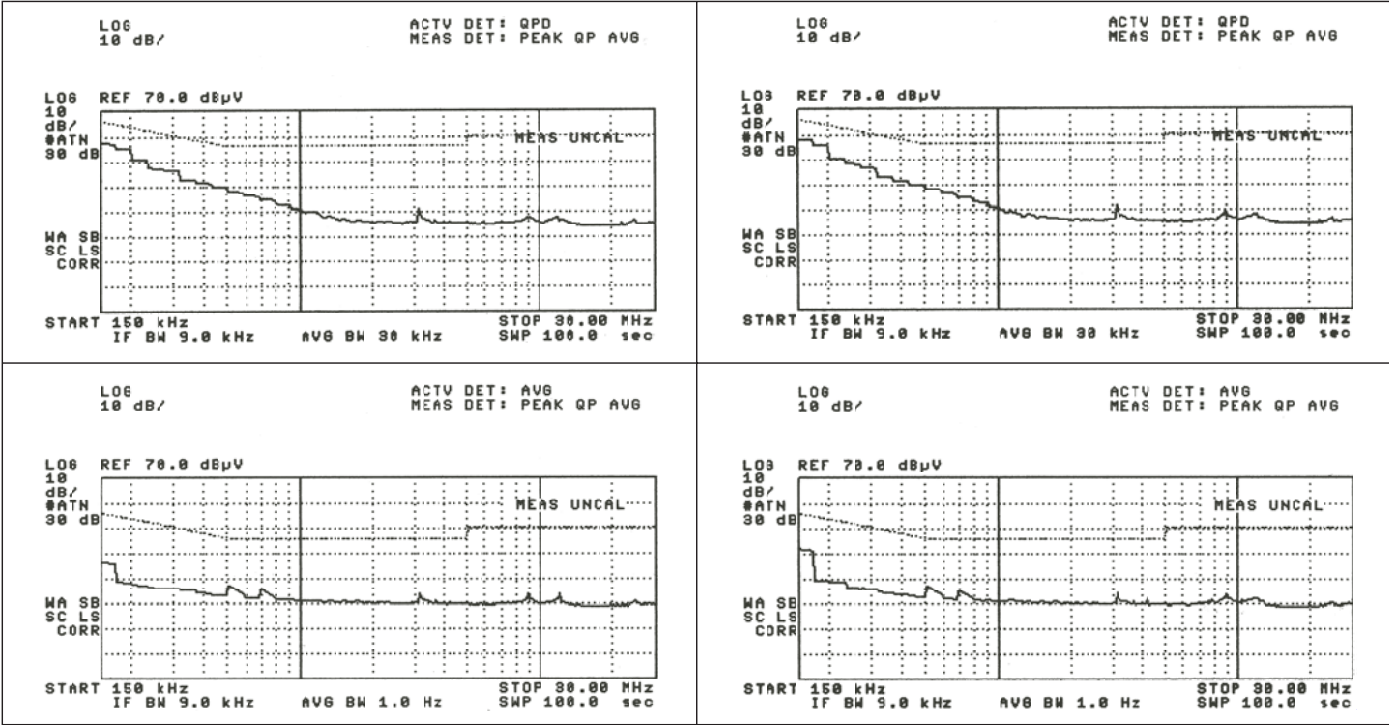 LOG
10 dB/
ACTV DET: QPD
MEAS DET: PEAK QP AVG
LOG REF 70.0 dBµV
10
dB/
#ATN
30 dB
MEAS UNCAL
WA SB
SC LS
CORR
START 150 kHz STOP 30.00 MHz
IF BW 9.0 kHz AVG BW 30 kHz SWP 100.0 sec
LOG
10 dB/
ACTV DET: QPD
MEAS DET: PEAK QP AVG
LOG REF 70.0 dBµV
10
dB/
#ATN
30 dB
MEAS UNCAL
WA SB
SC LS
CORR
START 150 kHz STOP 30.00 MHz
IF BW 9.0 kHz AVG BW 30 kHz SWP 100.0 sec
LOG
10 dB/
ACTV DET: AVG
MEAS DET: PEAK QP AVG
LOG REF 70.0 dBµV
10
dB/
#ATN
30 dB
MEAS UNCAL
WA SB
SC LS
CORR
START 150 kHz STOP 30.00 MHz
IF BW 9.0 kHz AVG BW 1.0 Hz SWP 100.0 sec
LOG
10 dB/
ACTV DET: AVG
MEAS DET: PEAK QP AVG
LOG REF 70.0 dBµV
10
dB/
#ATN
30 dB
MEAS UNCAL
WA SB
SC LS
CORR
START 150 kHz STOP 30.00 MHz
IF BW 9.0 kHz AVG BW 1.0 Hz SWP 100.0 sec